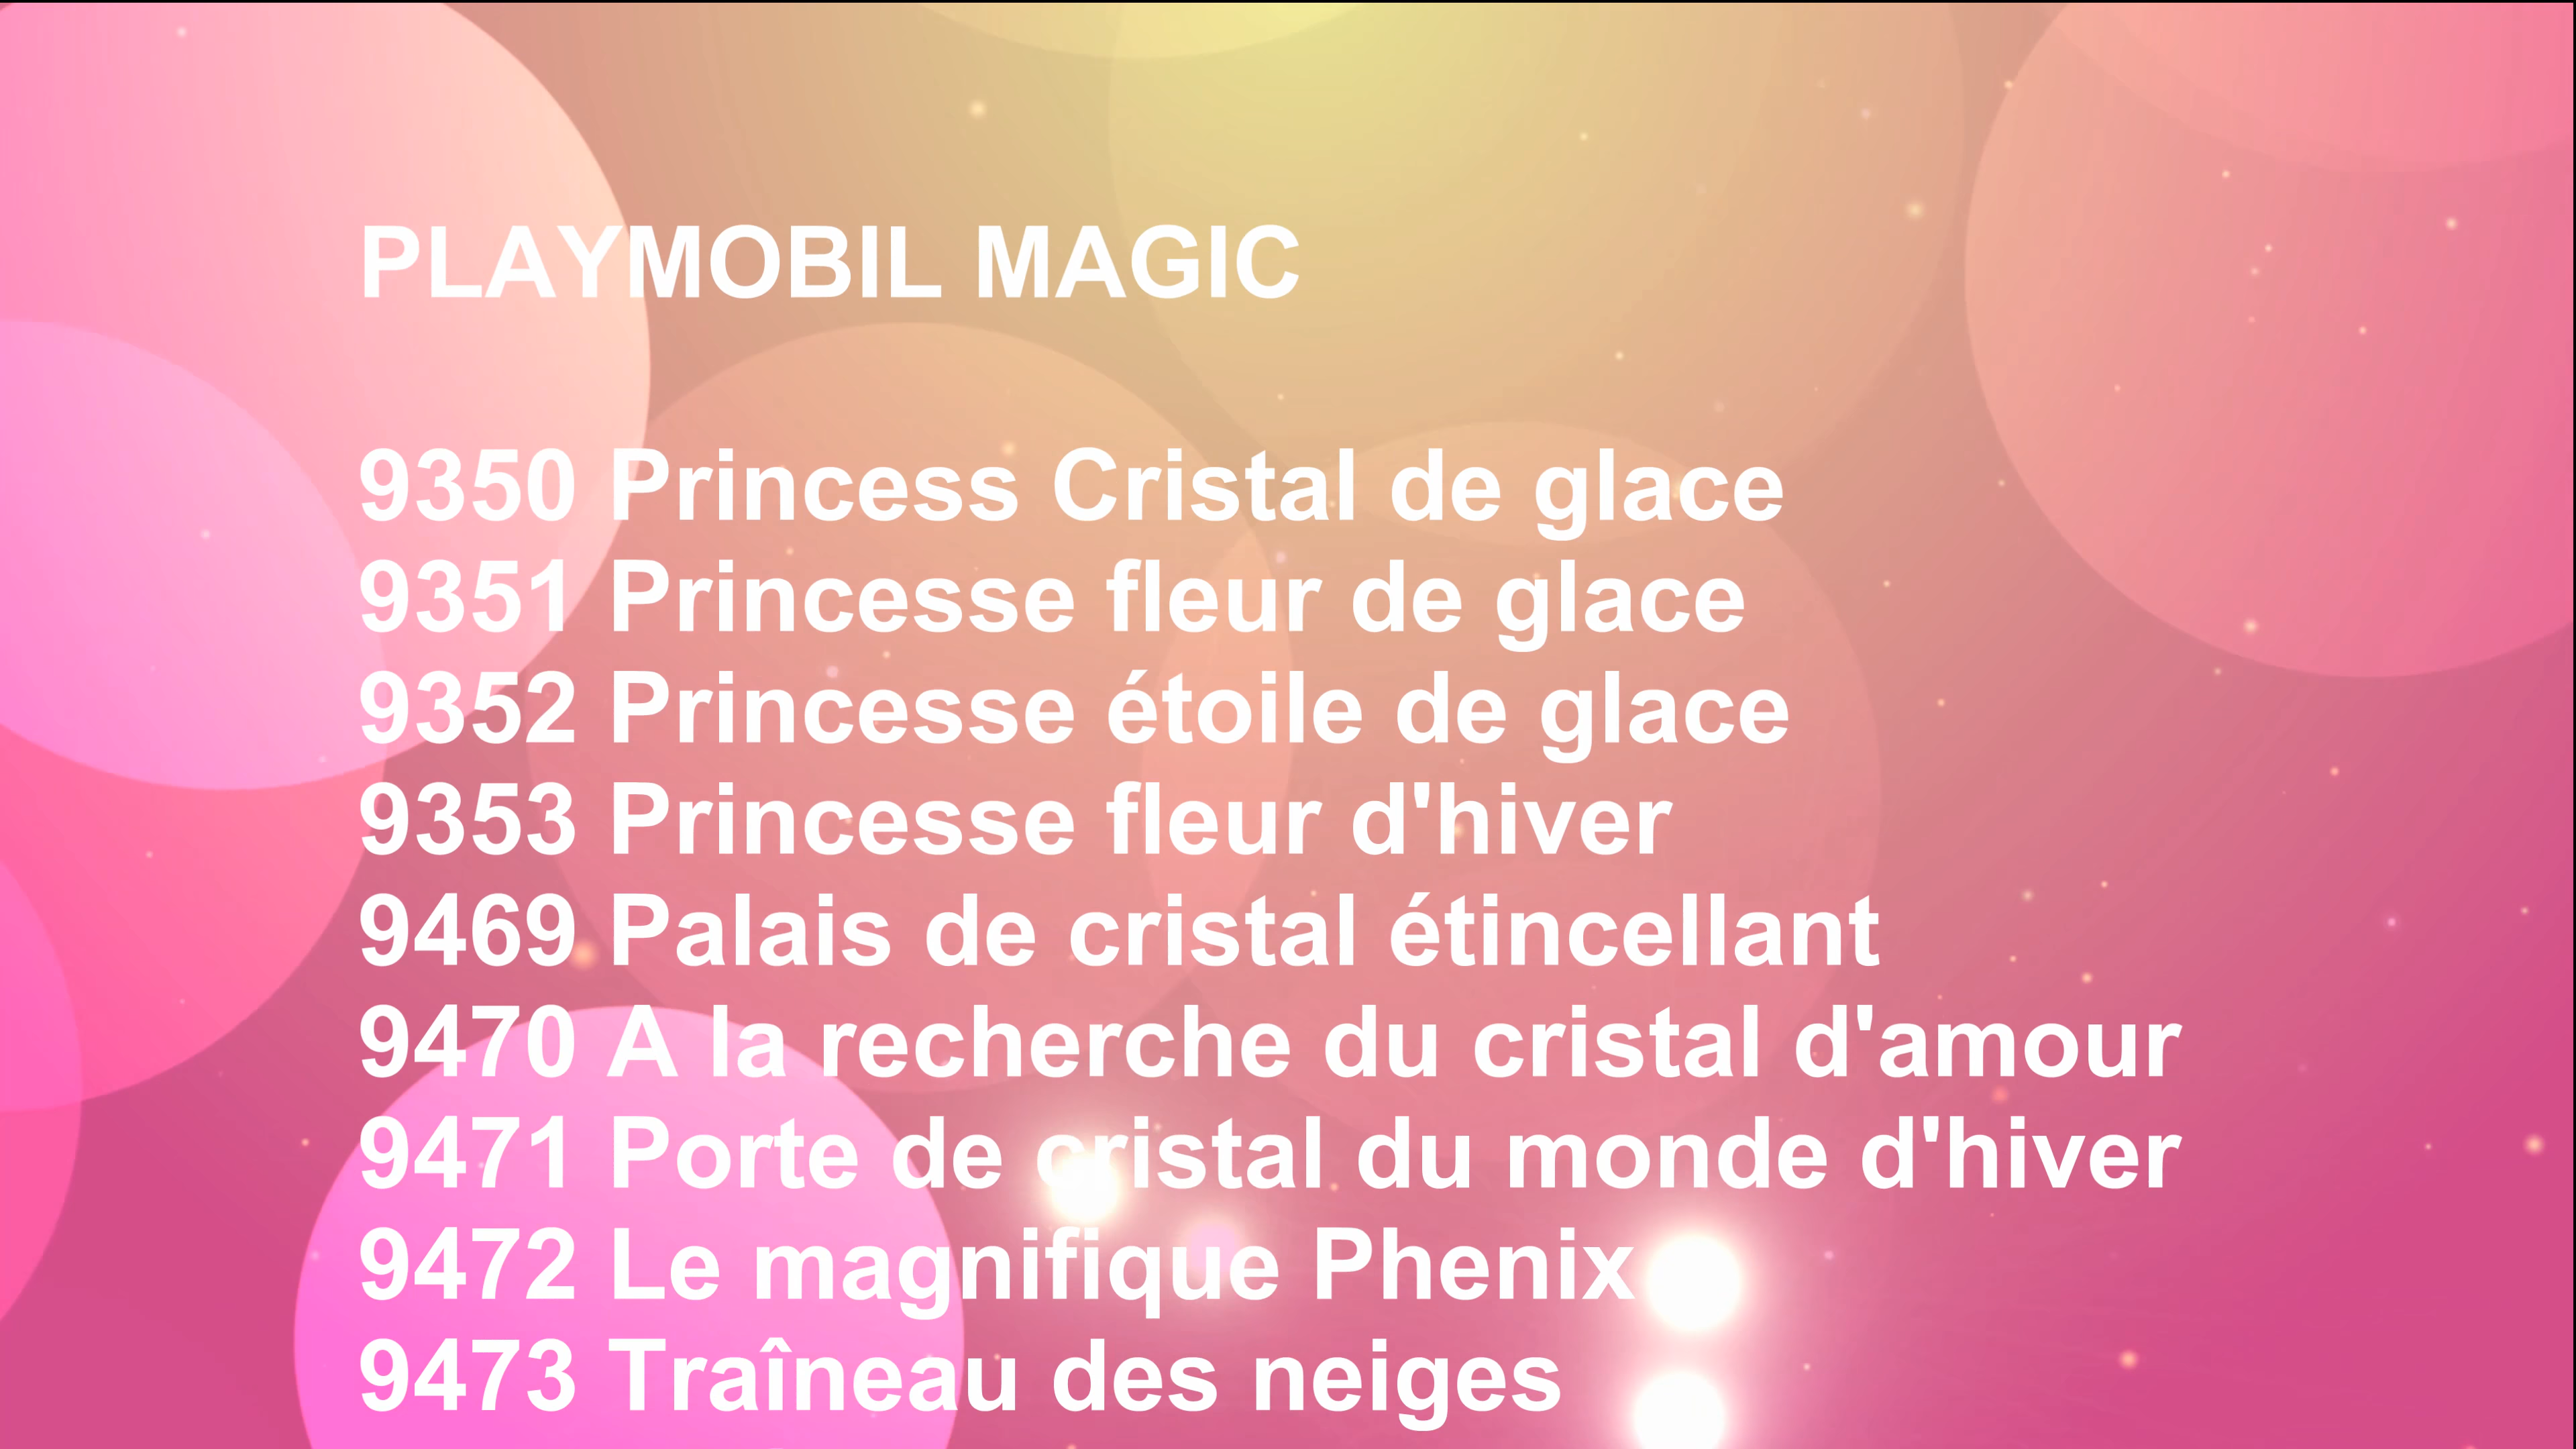 PLAYMOBIL MAGIC
9350 Princess Cristal de glace
9351 Princesse fleur de glace
9352 Princesse étoile de glace
9353 Princesse fleur d'hiver
9469 Palais de cristal étincellant
9470 A la recherche du cristal d'amour
9471 Porte de cristal du monde d'hiver
9472 Le magnifique Phenix
9473 Traîneau des neiges